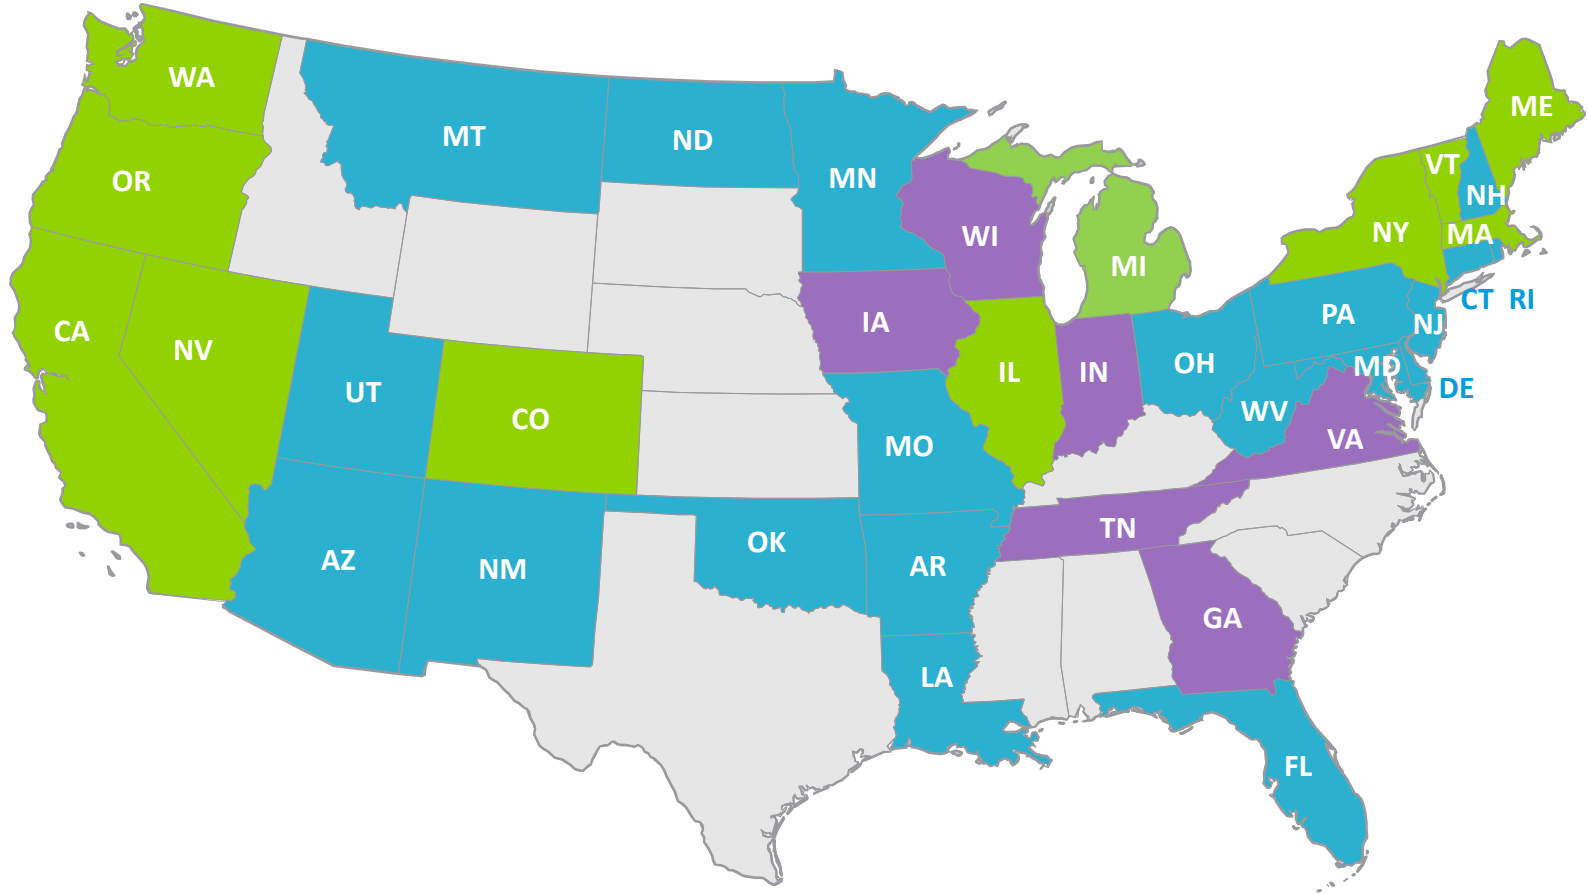 WA
MT
ND
ME
OR
MN
VT
NH
WI
NY
MA
MI
CT RI
CA
NV
IA
PA
NJ
UT
IL
IN
OH
MD
DE
CO
WV
MO
VA
AZ
NM
OK
TN
AR
GA
LA
FL